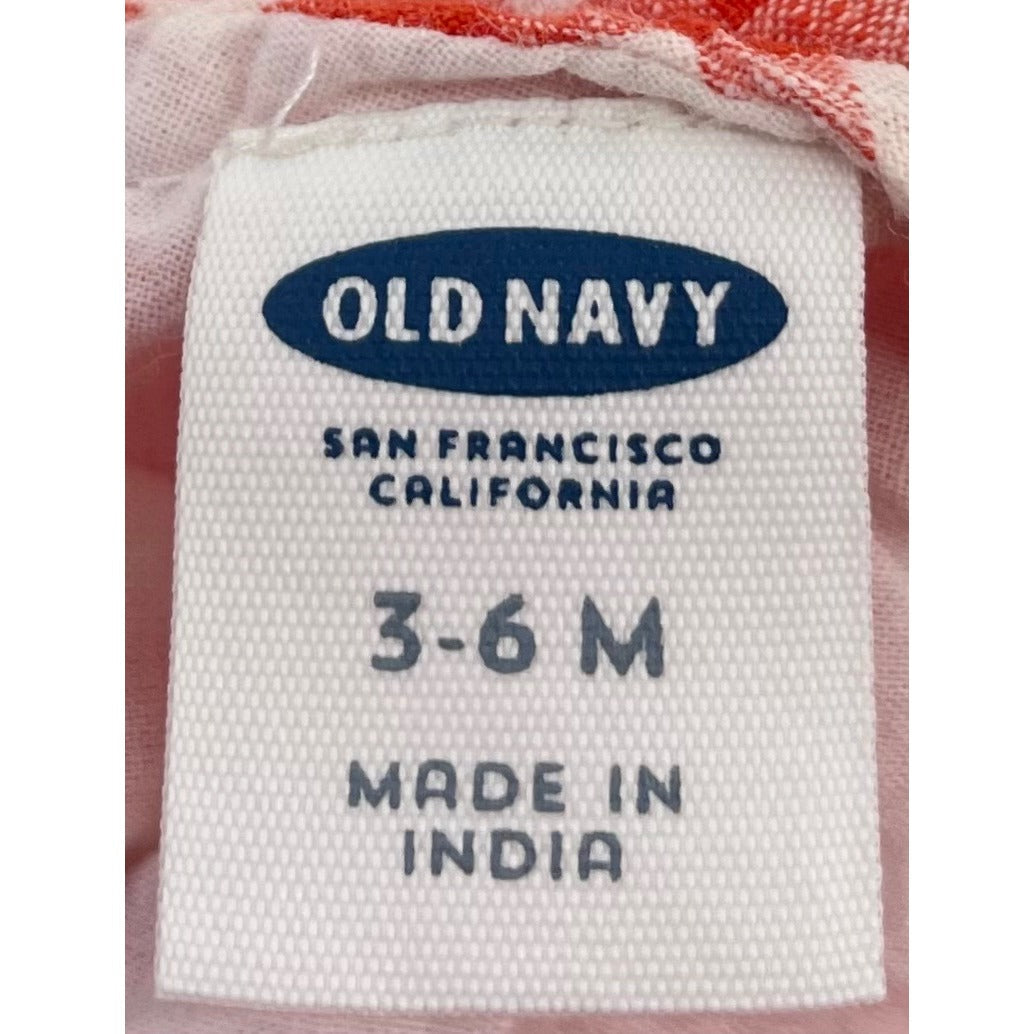 OLD NAVY
SAN FRANCISCO
CALIFORNIA
3-6 M
MADE IN
INDIA